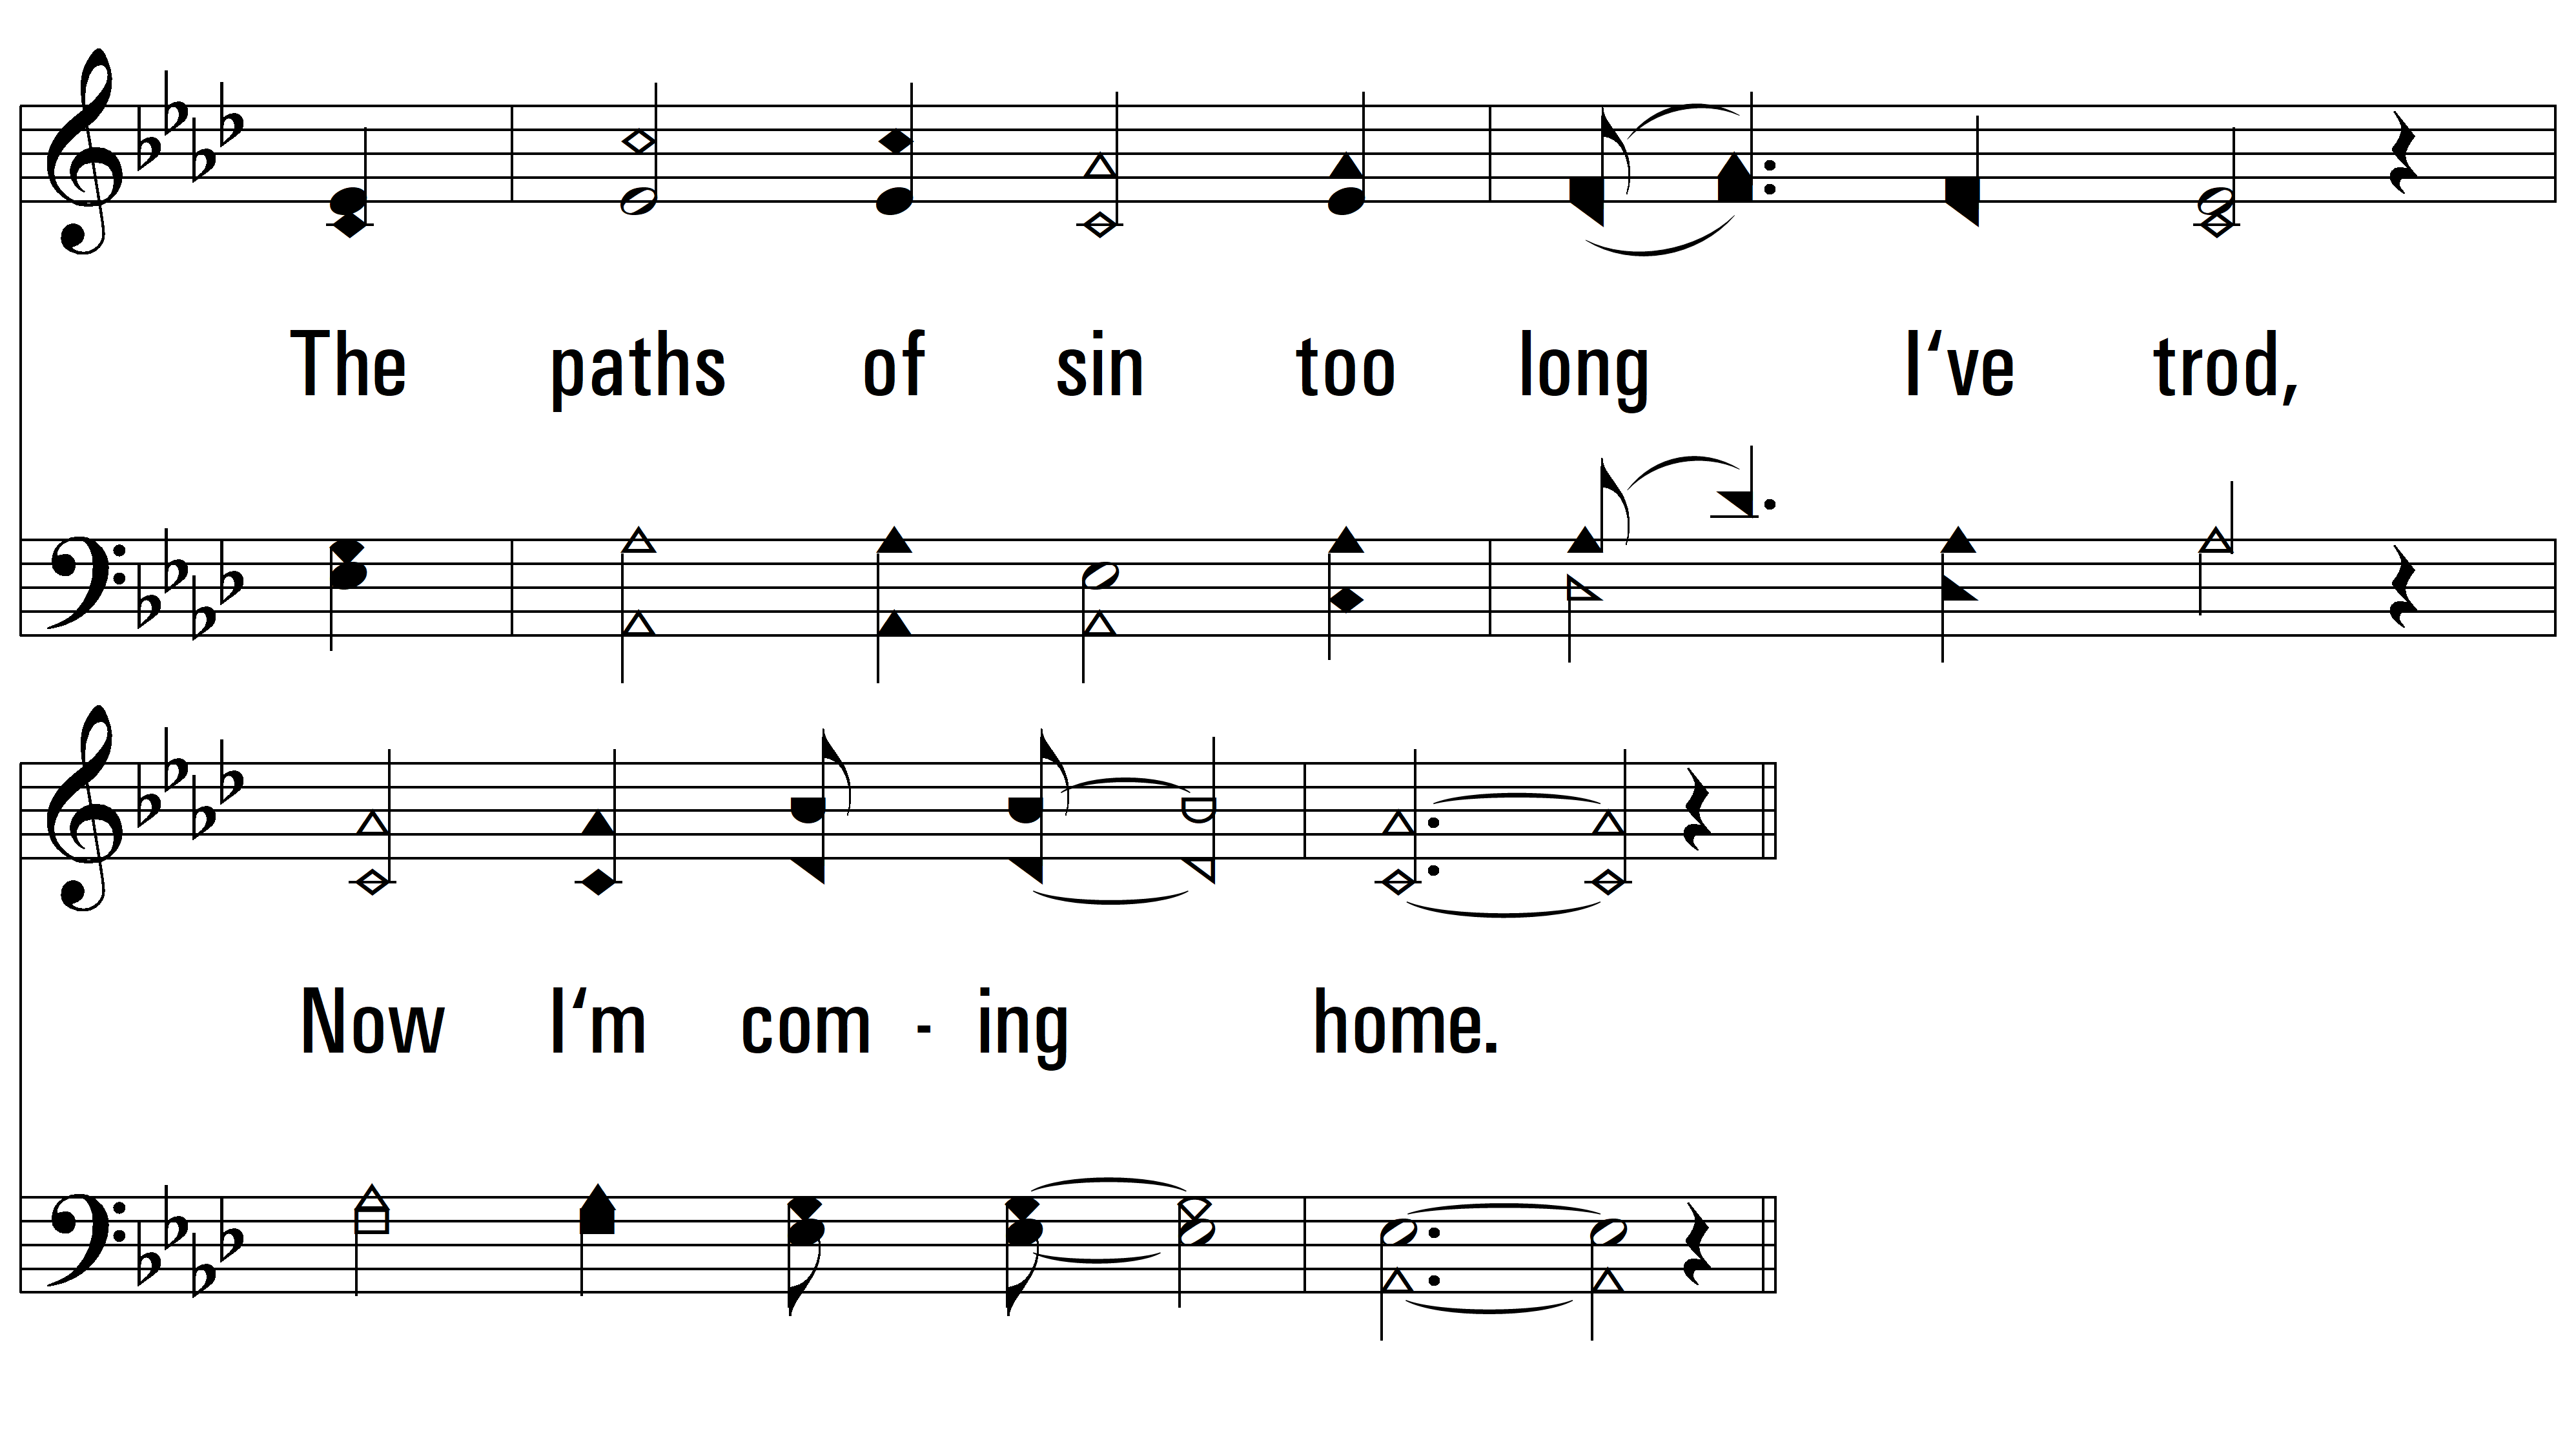 The paths of sin too long I‘ve trod,
Now I‘m com - ing home.